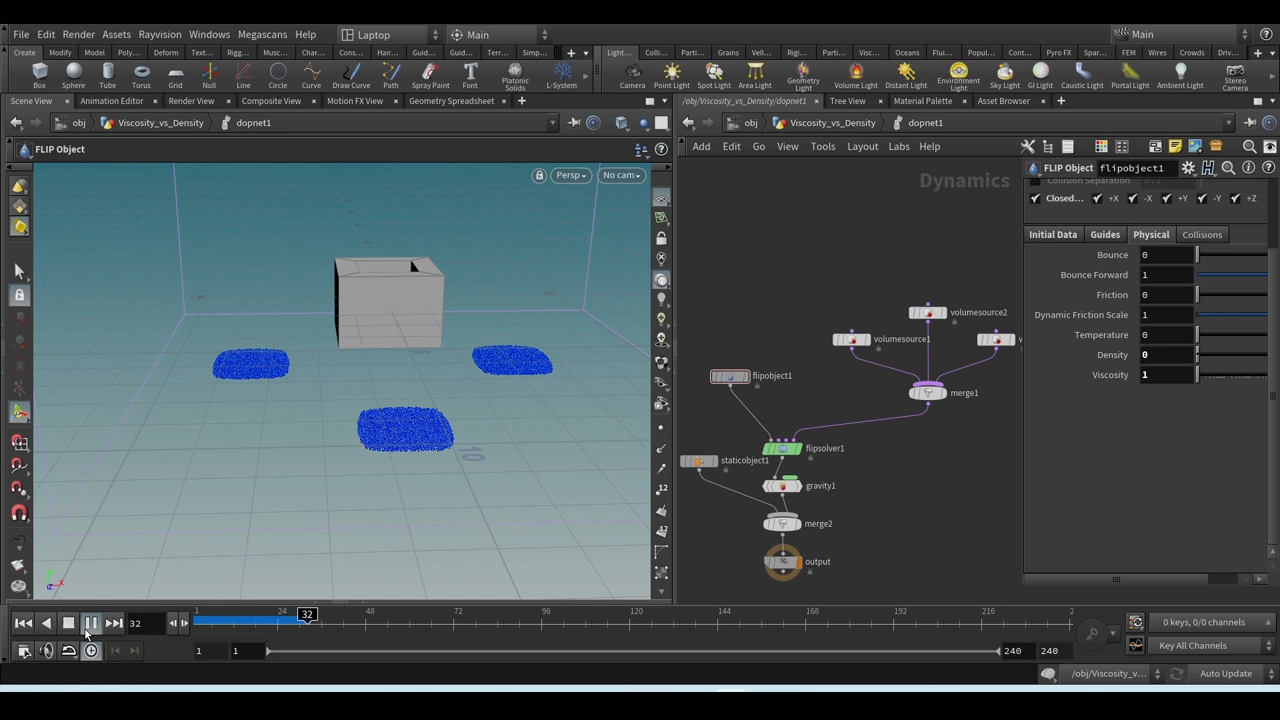 File Edit Render Assets Rayvision Windows Megascans Help Laptop Main Main
Create Modify Model Poly... Deform Text... Rigg... Musc... Char... Cons... Hair... Guid... Guid... Terr... Simp... Light... Colli... Parti... Grains Vell... Rigi... Parti... Visc... Oceans Flui... Popul... Cont... Pyro FX Spar... FEM Wires Crowds Driv...
Box Sphere Tube Torus Grid Null Line Circle Curve Draw Curve Path Spray Paint Font Platonic Solids L-System Camera Point Light Spot Light Area Light Geometry Light Volume Light Distant Light Environment Light Sky Light GI Light Caustic Light Portal Light Ambient Light Stereo Camera
Scene View Animation Editor Render View Composite View Motion FX View Geometry Spreadsheet /obj/Viscosity_vs_Density/dopnet1 Tree View Material Palette Asset Browser
obj Viscosity_vs_Density dopnet1 obj Viscosity_vs_Density dopnet1
FLIP Object
Add Edit Go View Tools Layout Labs Help
Persp No cam
Dynamics
FLIP Object flipobject1
Collision Separation
Closed... +X -X +Y -Y +Z
Initial Data Guides Physical Collisions
Bounce 0
Bounce Forward 1
Friction 0
Dynamic Friction Scale 1
Temperature 0
Density 0
Viscosity 1
volumesource2
volumesource1
flipobject1
merge1
flipsolver1
staticobject1
gravity1
merge2
output
10
12
12
1 24 48 72 96 120 144 168 192 216 2
32
32
0 keys, 0/0 channels
1 1 240 240
Key All Channels
/obj/Viscosity_v... Auto Update